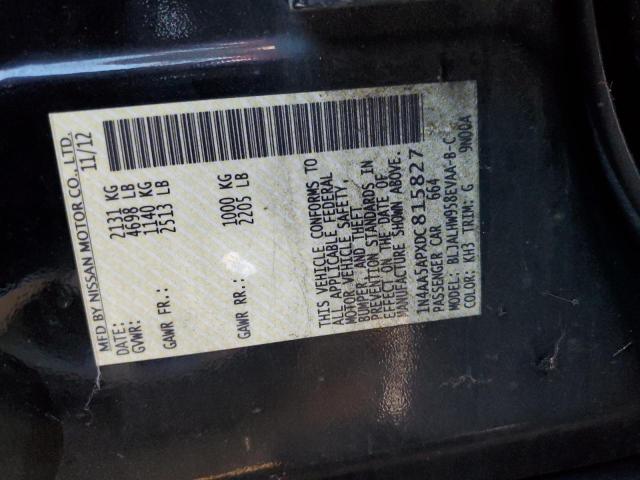 MFD BY NISSAN MOTOR CO., LTD.
DATE: 11/12
GVWR: 2131 KG
4698 LB
GAWR FR.: 1140 KG
2513 LB
GAWR RR.: 1000 KG
2205 LB
THIS VEHICLE CONFORMS TO
ALL APPLICABLE FEDERAL
MOTOR VEHICLE SAFETY,
BUMPER, AND THEFT
PREVENTION STANDARDS IN
EFFECT ON THE DATE OF
MANUFACTURE SHOWN ABOVE.
1N4AA5APXDC815827
PASSENGER CAR 664
MODEL: BLJALHW958EVAA-B-C
COLOR: KH3 TRIM: G 9N00A